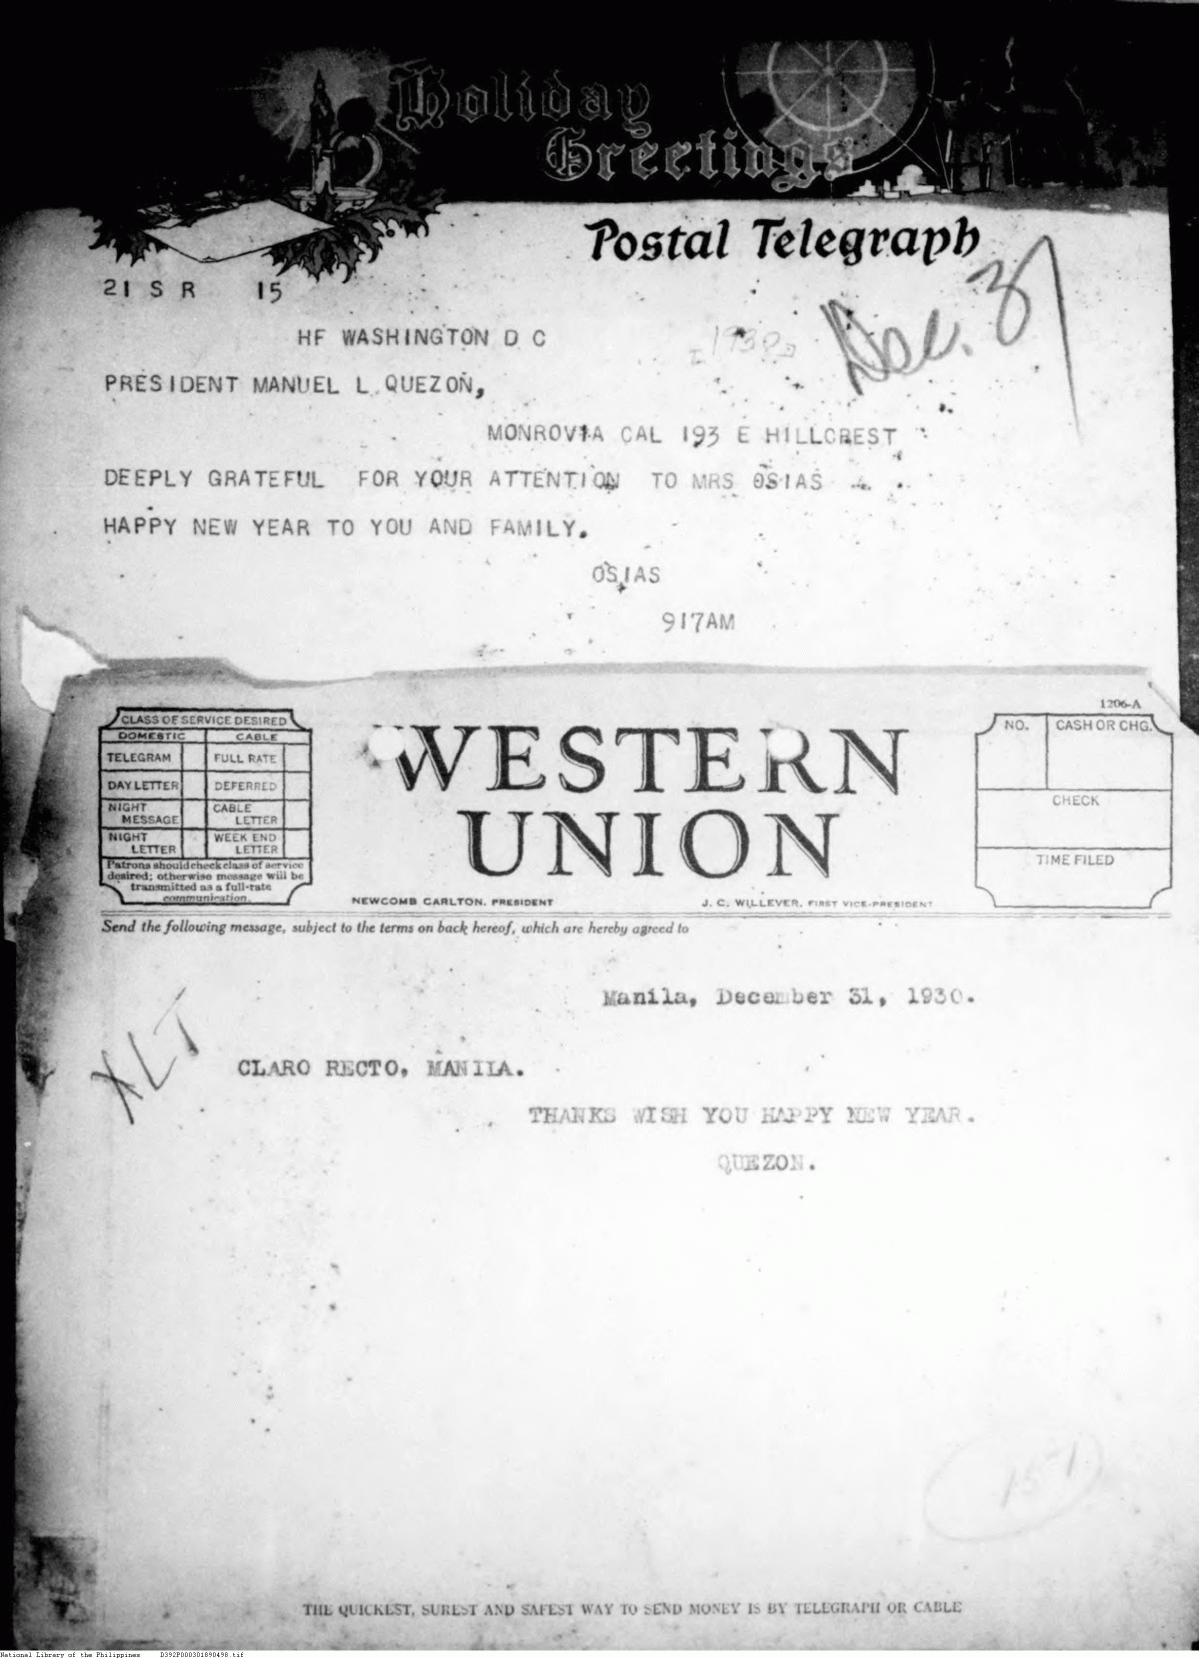 Holiday
Greetings
Postal Telegraph
21 S R 15
Dec. 31
HF WASHINGTON D C
[1930]
PRESIDENT MANUEL L QUEZON,
MONROVIA CAL 193 E HILLCREST
DEEPLY GRATEFUL FOR YOUR ATTENTION TO MRS OSIAS
HAPPY NEW YEAR TO YOU AND FAMILY.
OSIAS
917AM
1206-A
CLASS OF SERVICE DESIRED
DOMESTIC CABLE
TELEGRAM FULL RATE
DAY LETTER DEFERRED
NIGHT MESSAGE CABLE LETTER
NIGHT LETTER WEEK END LETTER
Patrons should check class of service
desired; otherwise message will be
transmitted as a full-rate
communication.
WESTERN
UNION
NEWCOMB CARLTON, PRESIDENT J. C. WILLEVER, FIRST VICE-PRESIDENT
NO. CASH OR CHG.
CHECK
TIME FILED
Send the following message, subject to the terms on back hereof, which are hereby agreed to
Manila, December 31, 1930.
XLT
CLARO RECTO, MANILA.
THANKS WISH YOU HAPPY NEW YEAR.
QUEZON.
15-1
THE QUICKEST, SUREST AND SAFEST WAY TO SEND MONEY IS BY TELEGRAPH OR CABLE
National Library of the Philippines D392P000301890498.tif